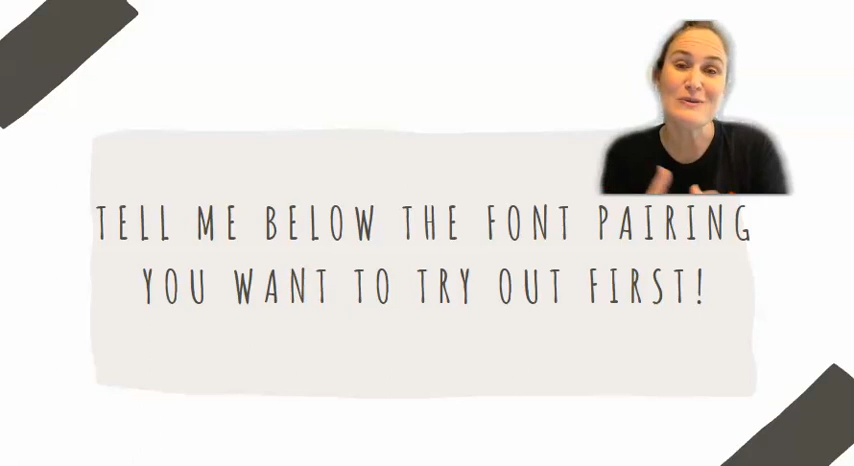 TELL ME BELOW THE FONT PAIRING
YOU WANT TO TRY OUT FIRST!